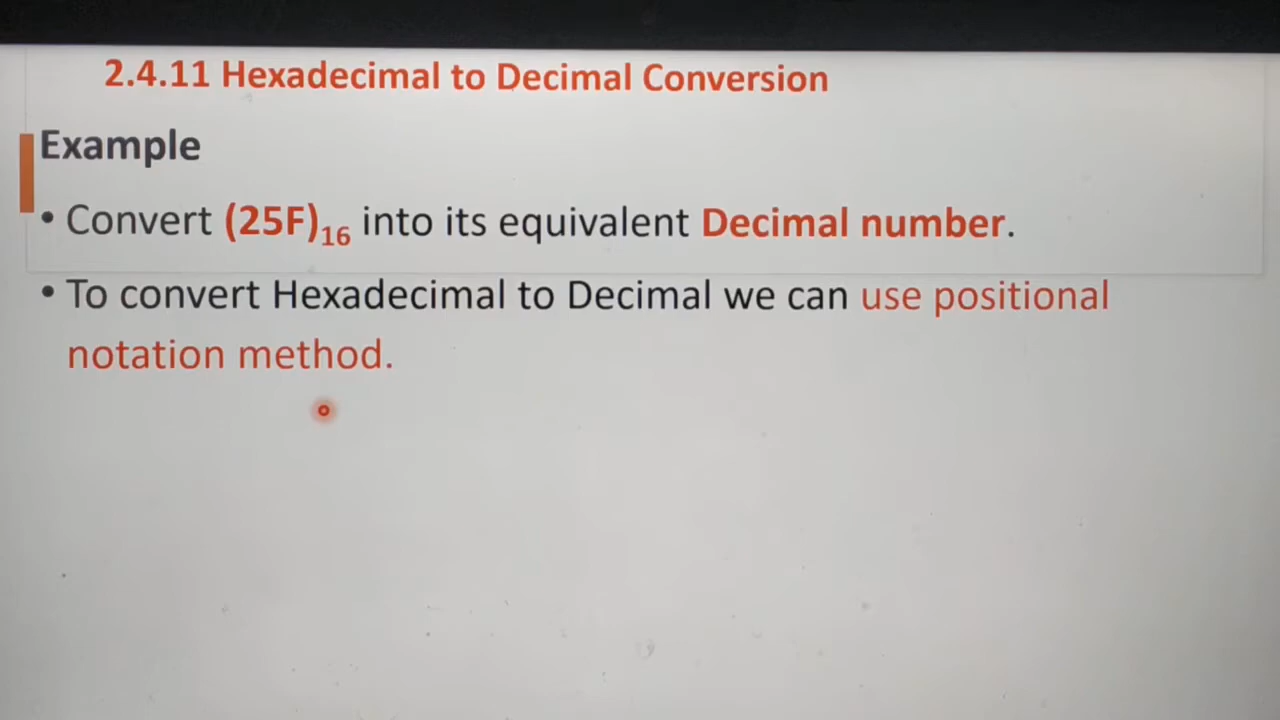 2.4.11 Hexadecimal to Decimal Conversion
Example
• Convert (25F)₁₆ into its equivalent Decimal number.
• To convert Hexadecimal to Decimal we can use positional
notation method.